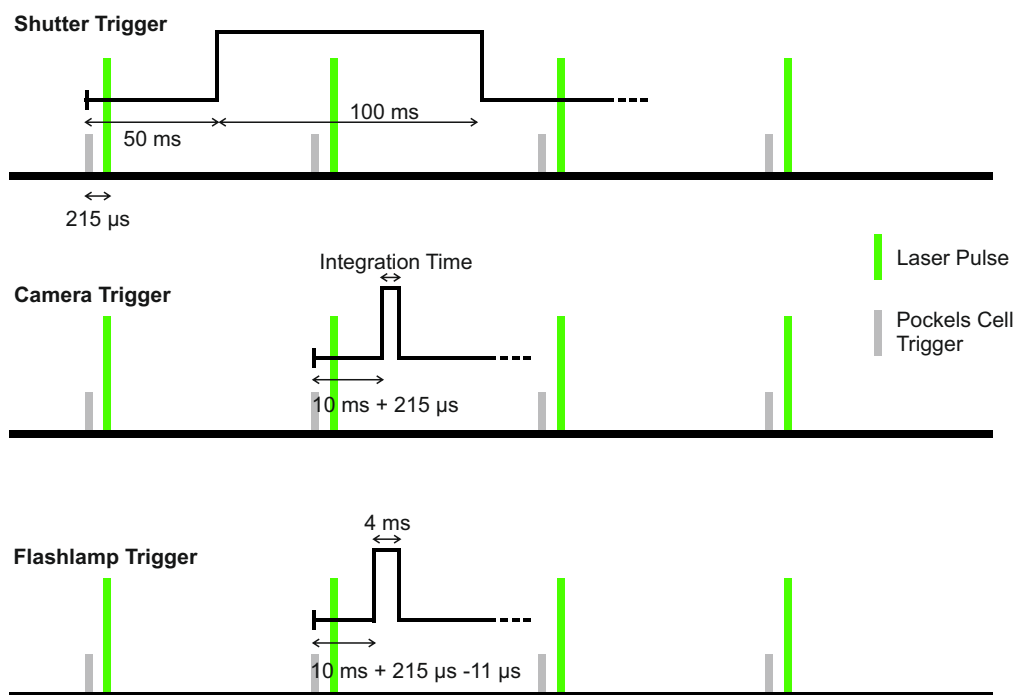 Shutter Trigger
100 ms
50 ms
215 µs
Integration Time
Laser Pulse
Camera Trigger
Pockels Cell
Trigger
10 ms + 215 µs
4 ms
Flashlamp Trigger
10 ms + 215 µs -11 µs